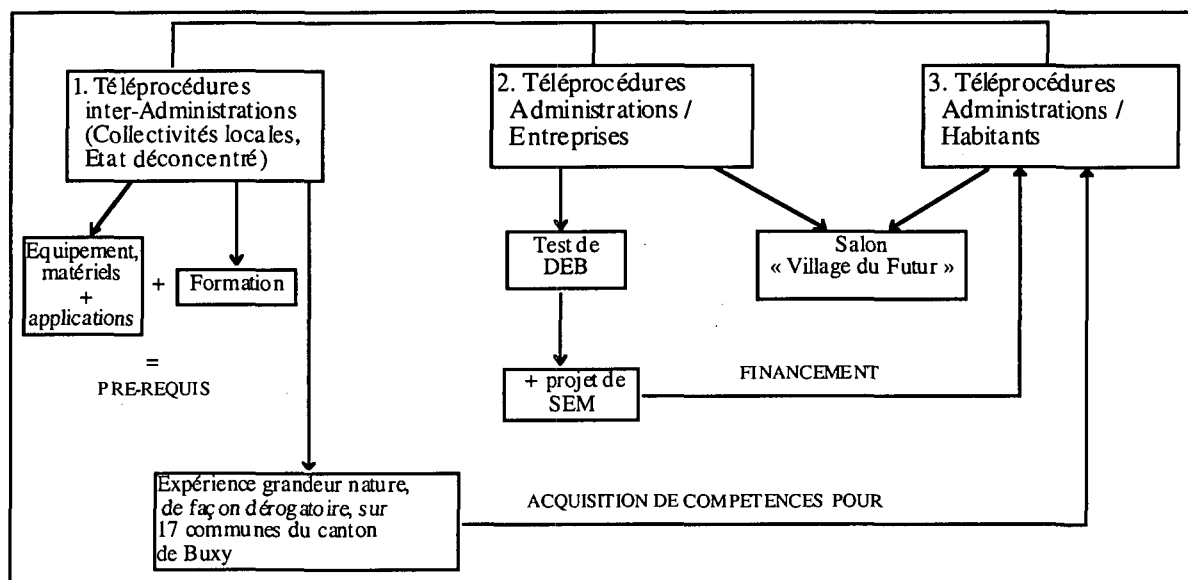 1. Téléprocédures
inter-Administrations
(Collectivités locales,
Etat déconcentré)
2. Téléprocédures
Administrations /
Entreprises
3. Téléprocédures
Administrations /
Habitants
Equipement,
matériels
+
applications
+
Formation
=
PRE-REQUIS
Test de
DEB
Salon
« Village du Futur »
+ projet de
SEM
FINANCEMENT
Expérience grandeur nature,
de façon dérogatoire, sur
17 communes du canton
de Buxy
ACQUISITION DE COMPETENCES POUR